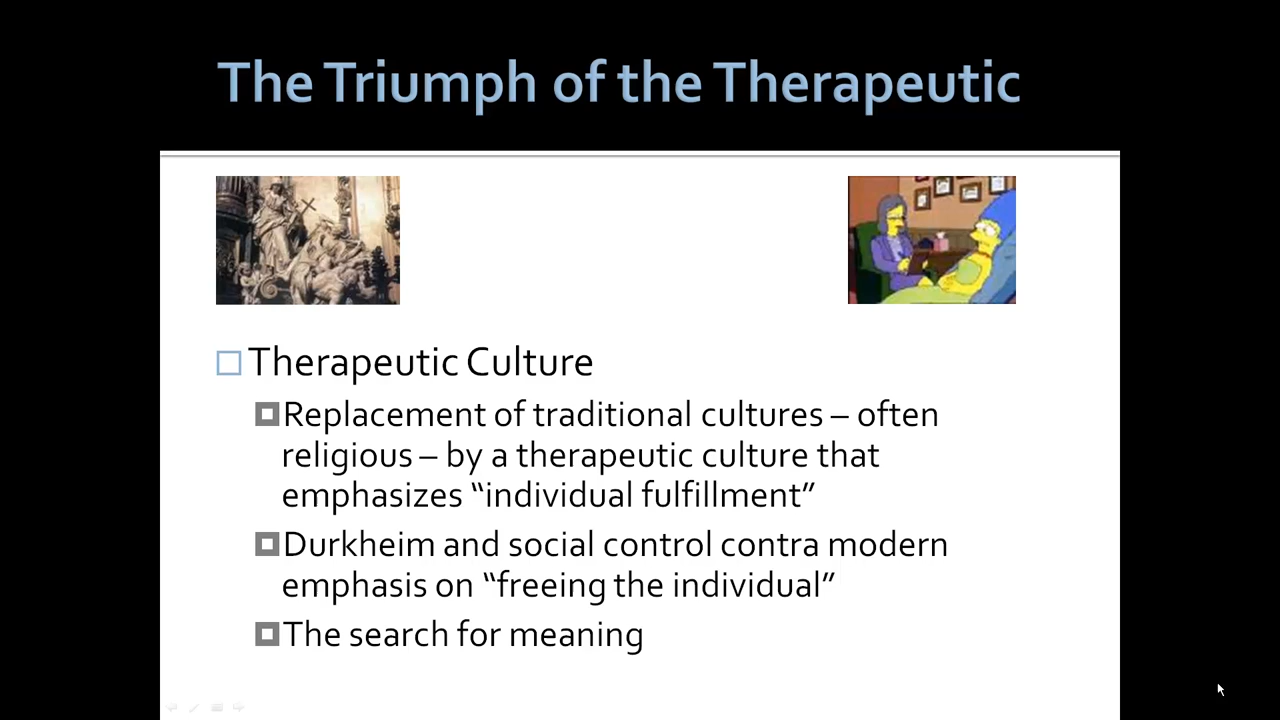 The Triumph of the Therapeutic
Therapeutic Culture
Replacement of traditional cultures – often
religious – by a therapeutic culture that
emphasizes “individual fulfillment”
Durkheim and social control contra modern
emphasis on “freeing the individual”
The search for meaning